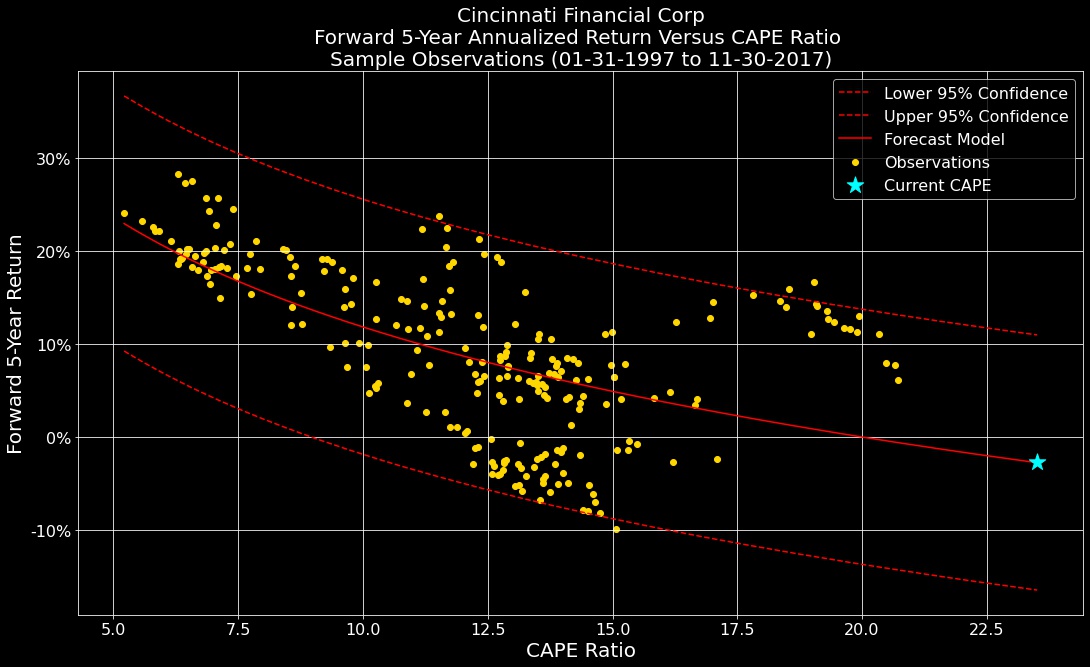 Cincinnati Financial Corp
Forward 5-Year Annualized Return Versus CAPE Ratio
Sample Observations (01-31-1997 to 11-30-2017)
Lower 95% Confidence
Upper 95% Confidence
Forecast Model
Observations
Current CAPE
Forward 5-Year Return
30%
20%
10%
0%
-10%
5.0 7.5 10.0 12.5 15.0 17.5 20.0 22.5
CAPE Ratio